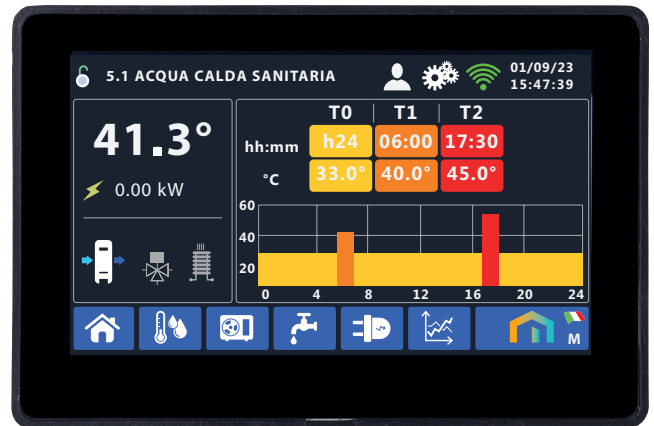 5.1 ACQUA CALDA SANITARIA
01/09/23
15:47:39
41.3°
0.00 kW
T0 T1 T2
hh:mm h24 06:00 17:30
°C 33.0° 40.0° 45.0°
60
40
20
0 4 8 12 16 20 24
M